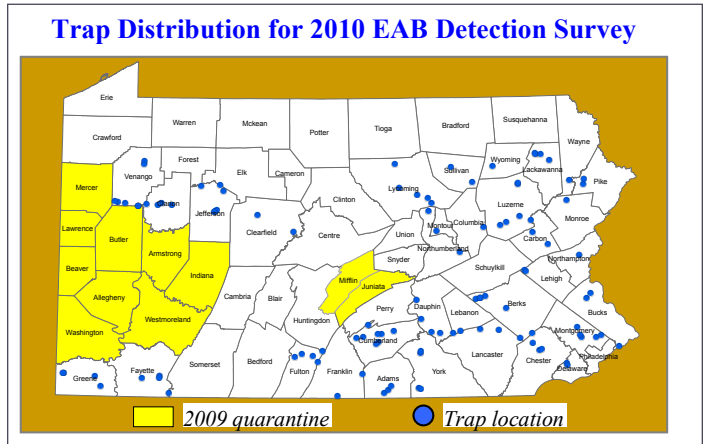 Trap Distribution for 2010 EAB Detection Survey
Erie
Crawford
Warren
Mckean
Potter
Tioga
Bradford
Susquehanna
Wayne
Forest
Elk
Cameron
Venango
Mercer
Clinton
Lycoming
Sullivan
Wyoming
Lackawanna
Pike
Clarion
Jefferson
Clearfield
Centre
Union
Montour
Columbia
Luzerne
Monroe
Carbon
Lawrence
Butler
Armstrong
Indiana
Northumberland
Snyder
Northampton
Beaver
Allegheny
Cambria
Blair
Mifflin
Juniata
Schuylkill
Lehigh
Washington
Westmoreland
Huntingdon
Perry
Dauphin
Lebanon
Berks
Bucks
Cumberland
Montgomery
Somerset
Bedford
Fulton
Franklin
Adams
York
Lancaster
Chester
Delaware
Philadelphia
Greene
Fayette
2009 quarantine
Trap location